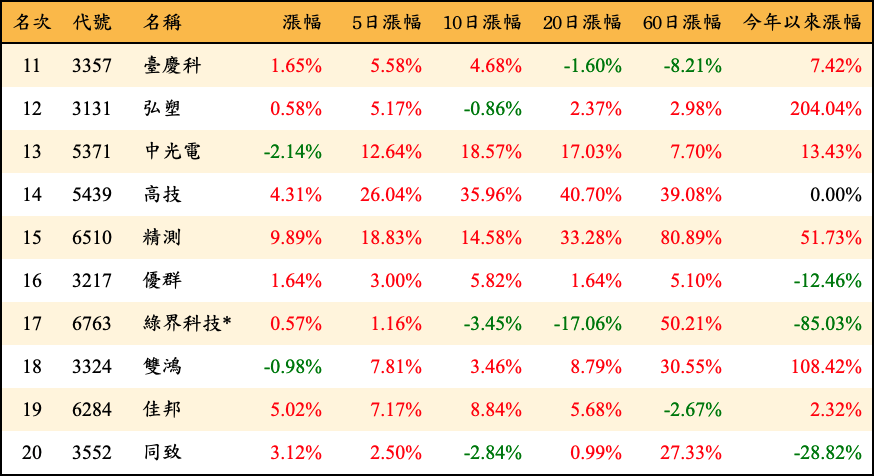 名次 代號 名稱 漲幅 5日漲幅 10日漲幅 20日漲幅 60日漲幅 今年以來漲幅
11 3357 臺慶科 1.65% 5.58% 4.68% -1.60% -8.21% 7.42%
12 3131 弘塑 0.58% 5.17% -0.86% 2.37% 2.98% 204.04%
13 5371 中光電 -2.14% 12.64% 18.57% 17.03% 7.70% 13.43%
14 5439 高技 4.31% 26.04% 35.96% 40.70% 39.08% 0.00%
15 6510 精測 9.89% 18.83% 14.58% 33.28% 80.89% 51.73%
16 3217 優群 1.64% 3.00% 5.82% 1.64% 5.10% -12.46%
17 6763 綠界科技* 0.57% 1.16% -3.45% -17.06% 50.21% -85.03%
18 3324 雙鴻 -0.98% 7.81% 3.46% 8.79% 30.55% 108.42%
19 6284 佳邦 5.02% 7.17% 8.84% 5.68% -2.67% 2.32%
20 3552 同致 3.12% 2.50% -2.84% 0.99% 27.33% -28.82%